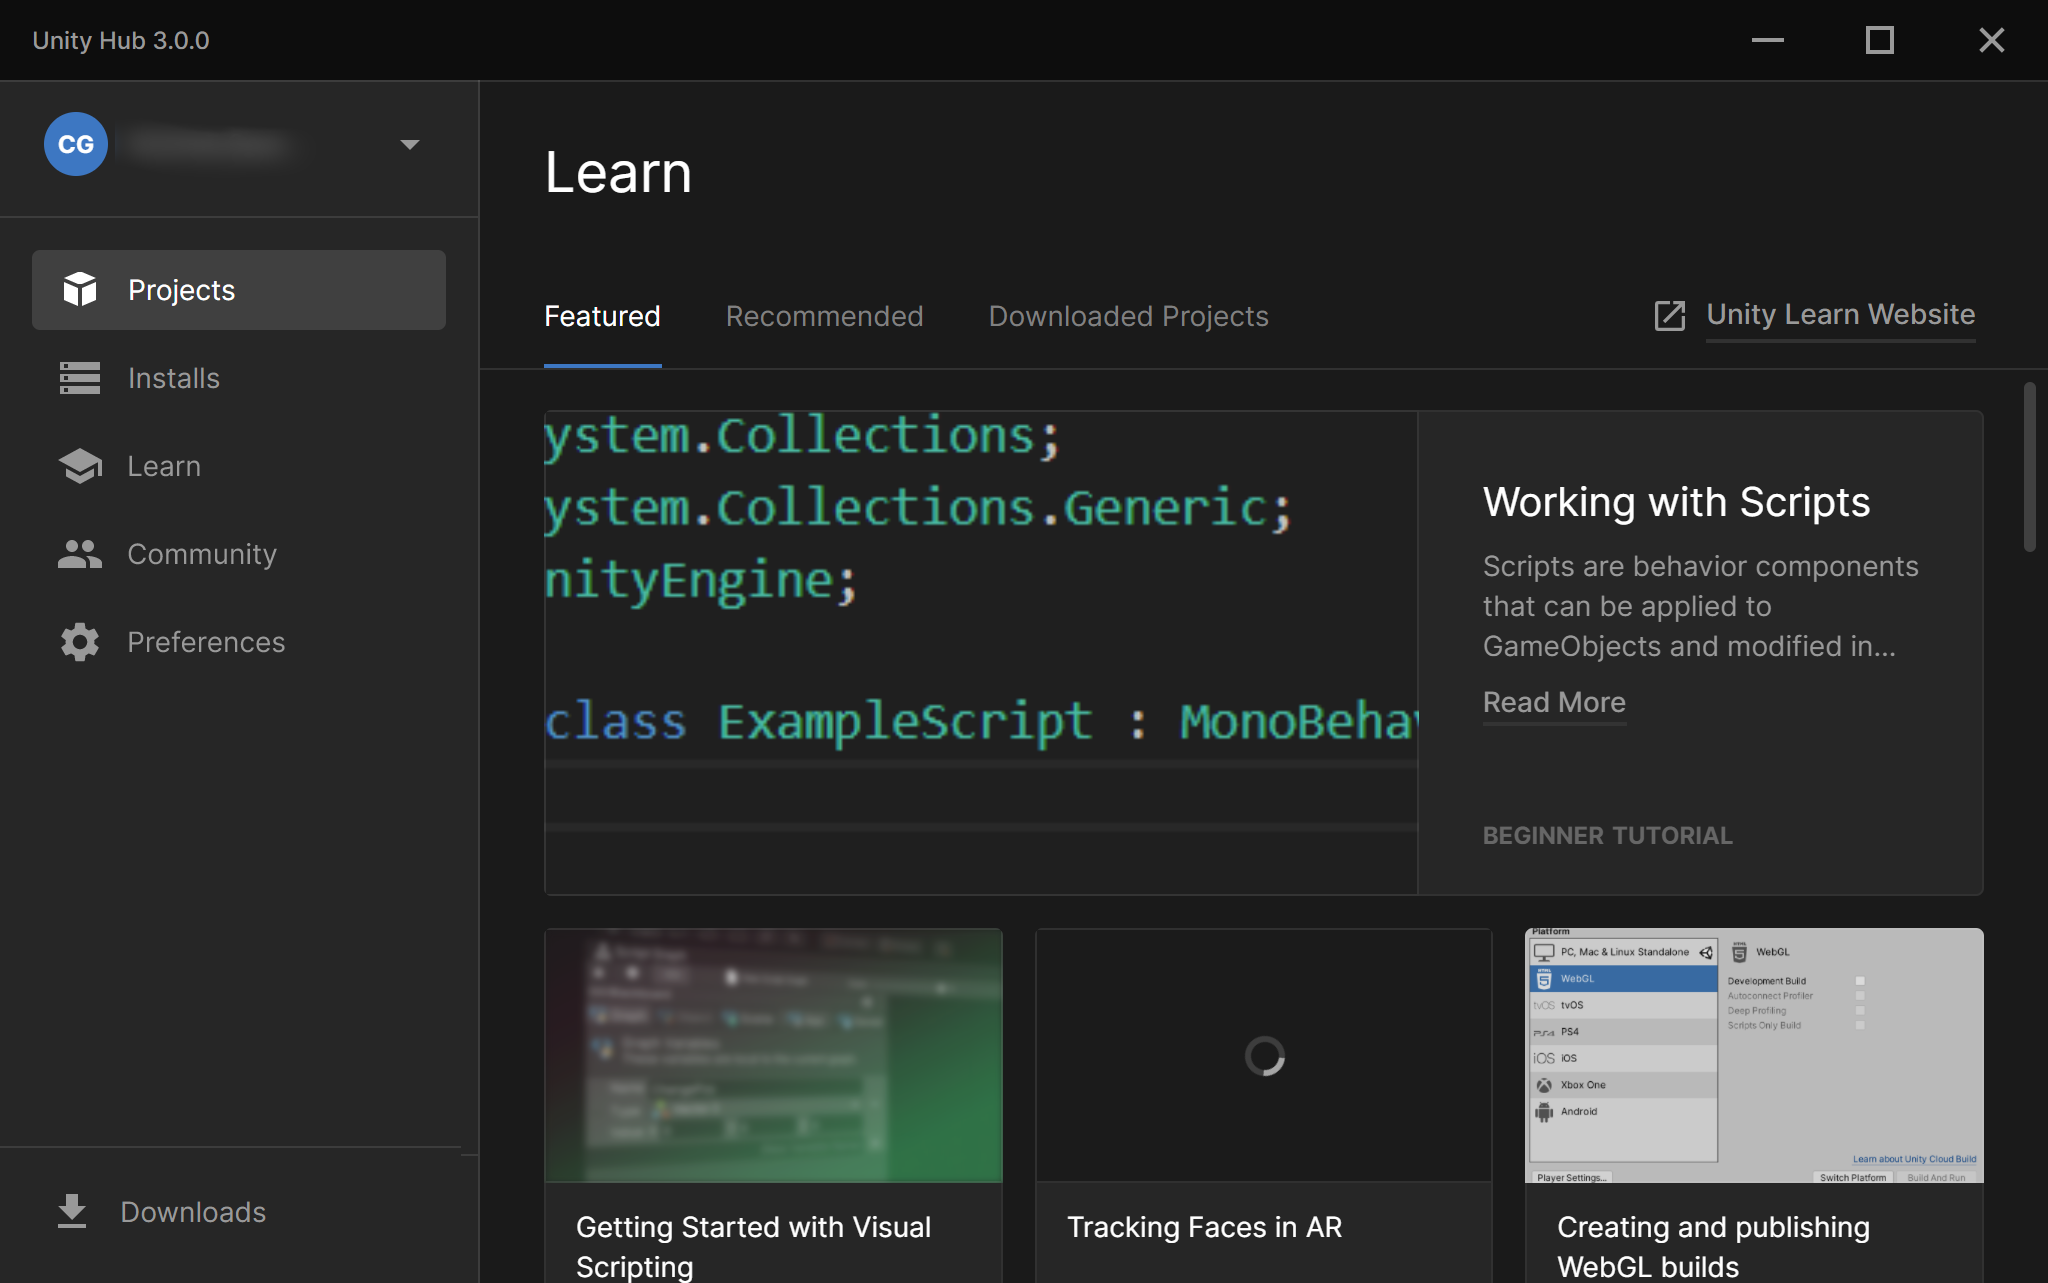 Unity Hub 3.0.0
CG
Projects
Installs
Learn
Community
Preferences
Downloads
Learn
Featured
Recommended
Downloaded Projects
Unity Learn Website
ystem.Collections;
ystem.Collections.Generic;
nityEngine;
class ExampleScript : MonoBeha
Working with Scripts
Scripts are behavior components
that can be applied to
GameObjects and modified in...
Read More
BEGINNER TUTORIAL
Getting Started with Visual
Scripting
Tracking Faces in AR
Platform
PC, Mac & Linux Standalone
WebGL
tvOS tvOS
PS4 PS4
iOS iOS
Xbox One
Android
WebGL
Development Build
Autoconnect Profiler
Deep Profiling
Scripts Only Build
Learn about Unity Cloud Build
Player Settings...
Switch Platform
Build And Run
Creating and publishing
WebGL builds